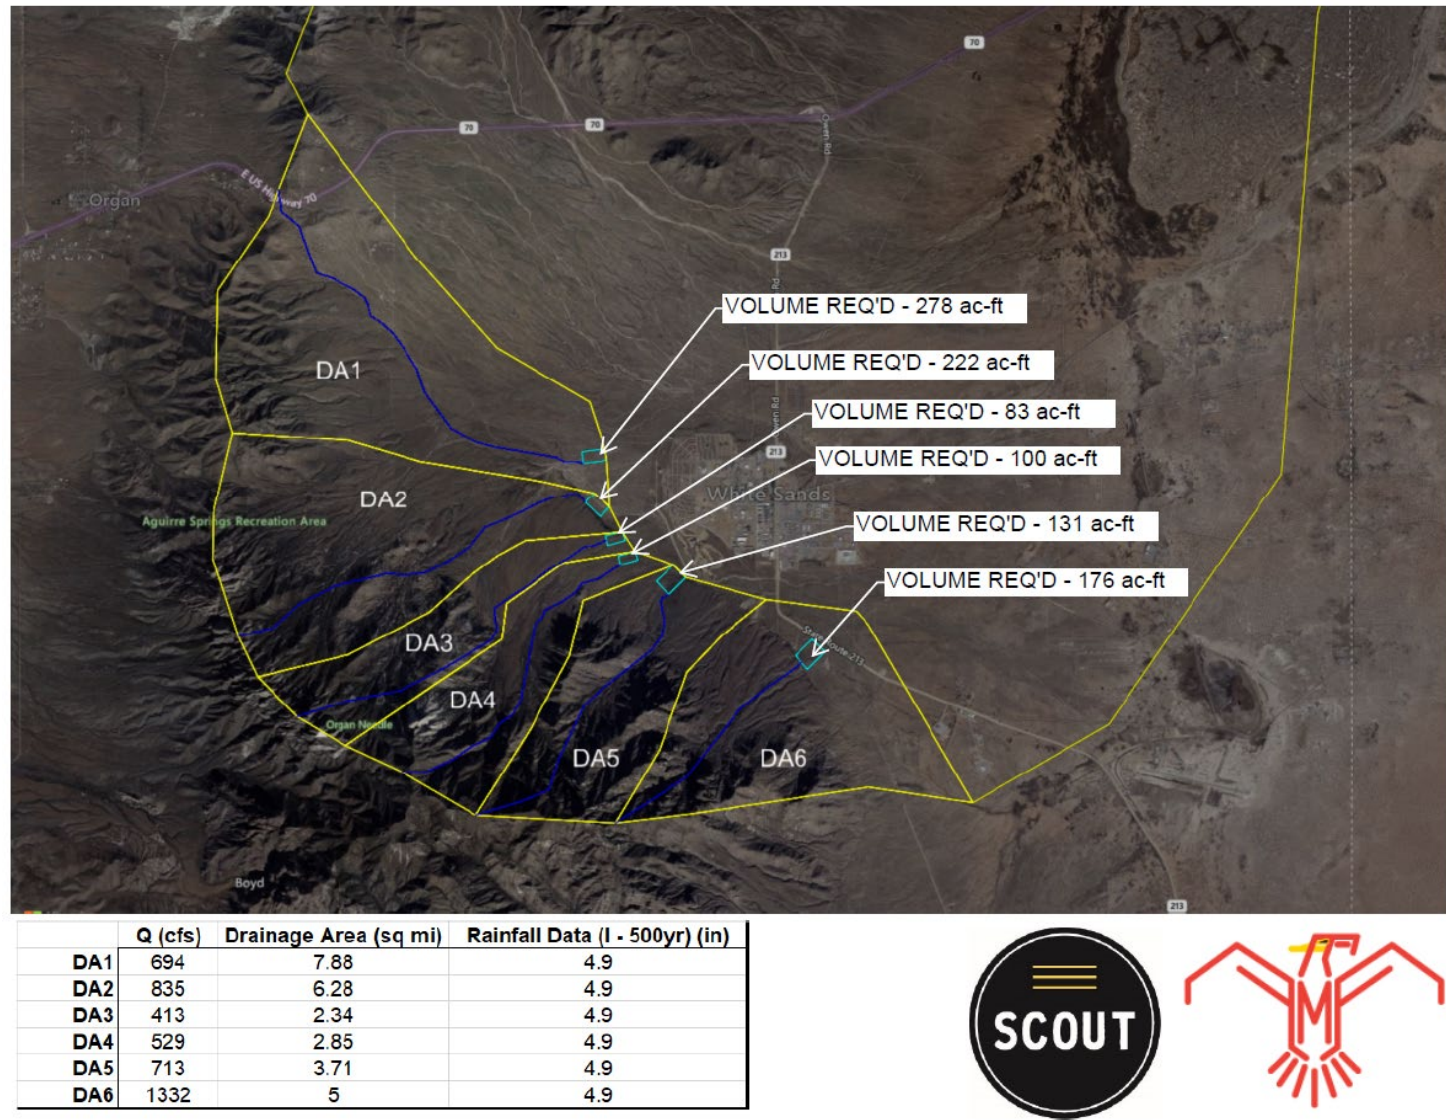 70
70
70
Owen Rd
E US Highway 70
Organ
213
VOLUME REQ'D - 278 ac-ft
VOLUME REQ'D - 222 ac-ft
DA1
VOLUME REQ'D - 83 ac-ft
213
VOLUME REQ'D - 100 ac-ft
White Sands
DA2
Aguirre Springs Recreation Area
VOLUME REQ'D - 131 ac-ft
VOLUME REQ'D - 176 ac-ft
State Route 213
DA3
DA4
Organ Needle
DA5
DA6
Boyd
213
Q (cfs) Drainage Area (sq mi) Rainfall Data (I - 500yr) (in)
DA1 694 7.88 4.9
DA2 835 6.28 4.9
DA3 413 2.34 4.9
DA4 529 2.85 4.9
DA5 713 3.71 4.9
DA6 1332 5 4.9
SCOUT
M